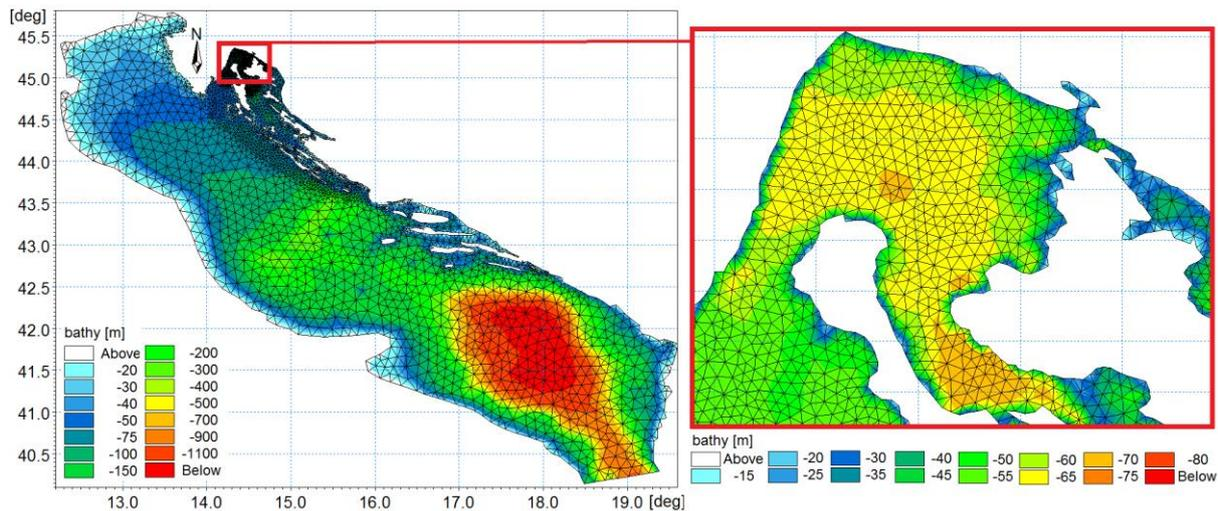 [deg]
45.5
45.0
44.5
44.0
43.5
43.0
42.5
42.0
41.5
41.0
40.5
N
bathy [m]
Above -200
-20 -300
-30 -400
-40 -500
-50 -700
-75 -900
-100 -1100
-150 Below
13.0 14.0 15.0 16.0 17.0 18.0 19.0 [deg]
bathy [m]
Above -20 -30 -40 -50 -60 -70 -80
-15 -25 -35 -45 -55 -65 -75 Below